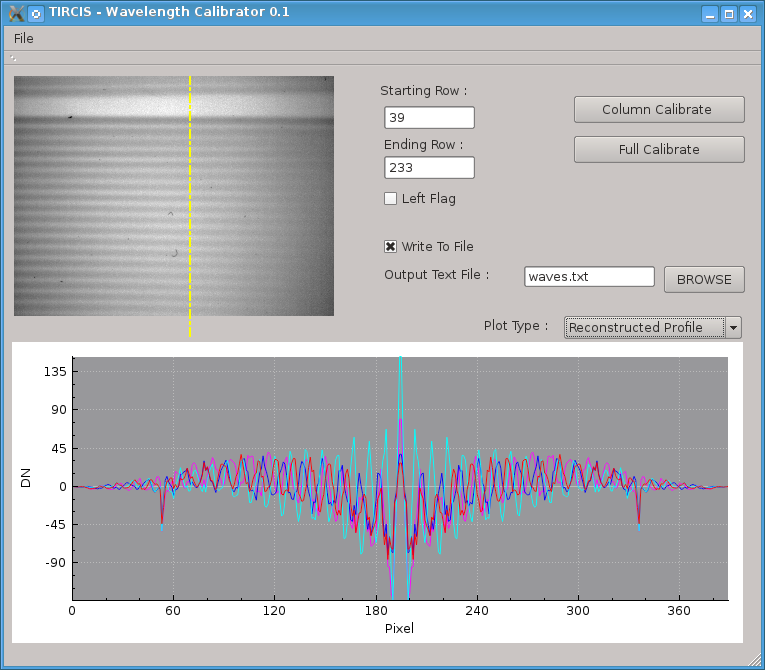 TIRCIS - Wavelength Calibrator 0.1
File
Starting Row :
39
Ending Row :
233
Left Flag
Column Calibrate
Full Calibrate
Write To File
Output Text File :
waves.txt
BROWSE
Plot Type :
Reconstructed Profile
135
90
45
0
-45
-90
DN
0 60 120 180 240 300 360
Pixel